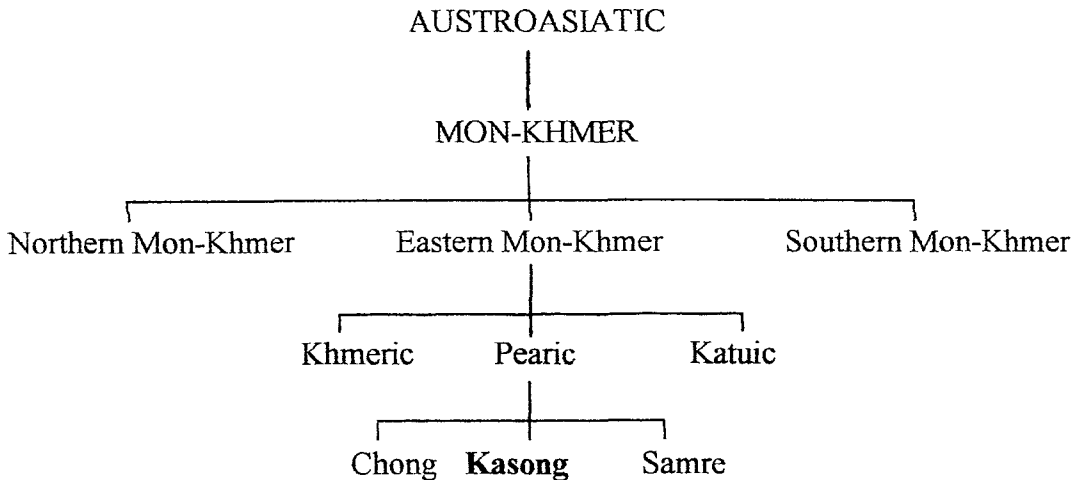 AUSTROASIATIC
MON-KHMER
Northern Mon-Khmer Eastern Mon-Khmer Southern Mon-Khmer
Khmeric Pearic Katuic
Chong Kasong Samre